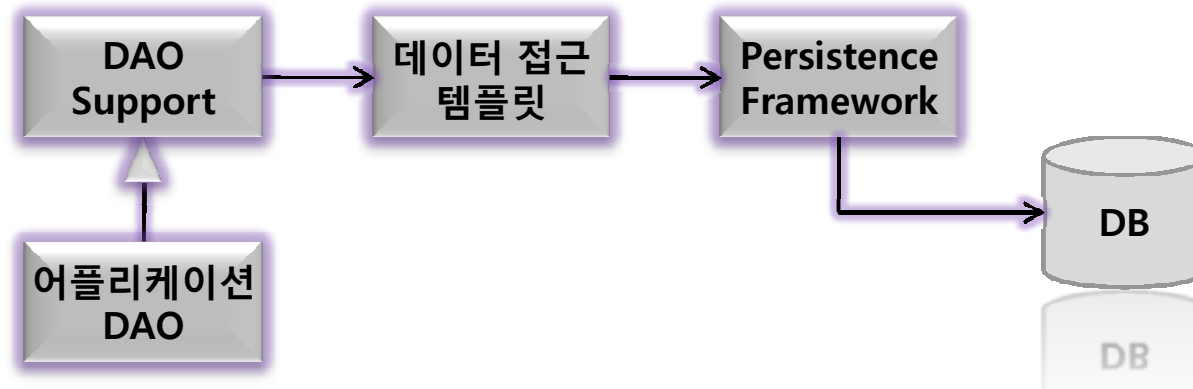 DAO
Support
데이터 접근
템플릿
Persistence
Framework
DB
어플리케이션
DAO
DB